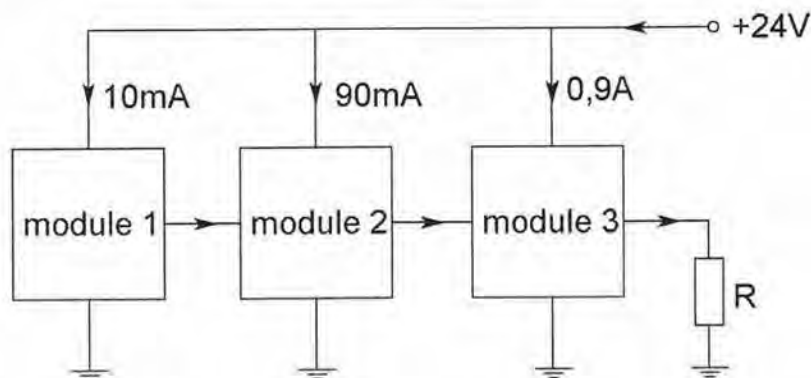 +24V
10mA
90mA
0,9A
module 1
module 2
module 3
R